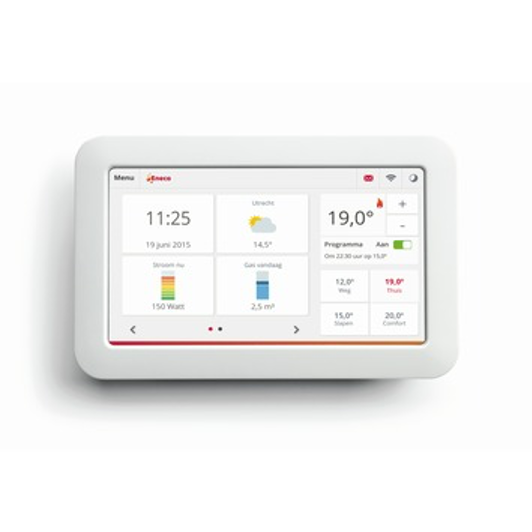 Menu Eneco
11:25
19 juni 2015
Utrecht
14,5°
Stroom nu
150 Watt
Gas vandaag
2,5 m³
19,0°
+
-
Programma Aan
Om 22:30 uur op 15,0°
12,0°
Weg
19,0°
Thuis
15,0°
Slapen
20,0°
Comfort